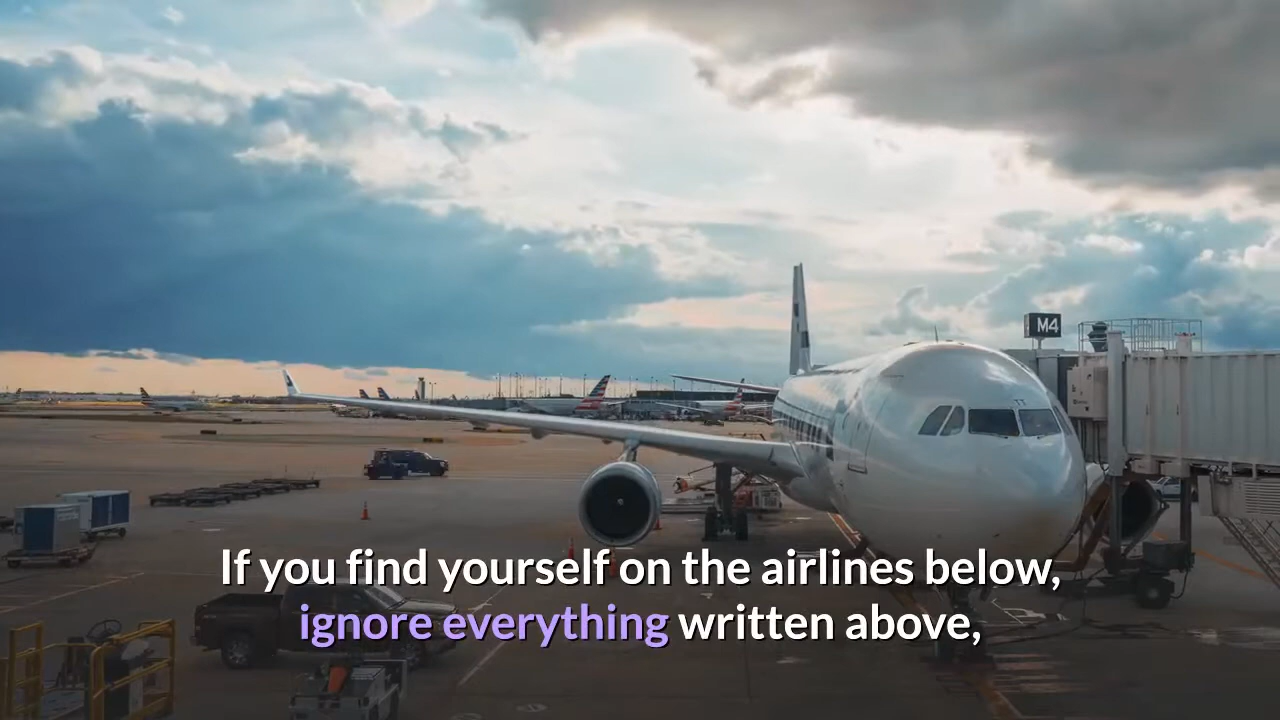 M4
If you find yourself on the airlines below,
ignore everything written above,